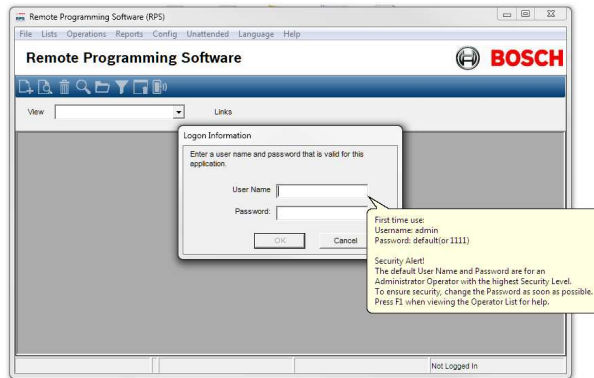 Remote Programming Software (RPS)
File Lists Operations Reports Config Unattended Language Help
Remote Programming Software
BOSCH
View
Links
Logon Information
Enter a user name and password that is valid for this
application.
User Name
Password:
OK
Cancel
First time use:
Username: admin
Password: default(or 1111)
Security Alert!
The default User Name and Password are for an
Administrator Operator with the highest Security Level.
To ensure security, change the Password as soon as possible.
Press F1 when viewing the Operator List for help.
Not Logged In